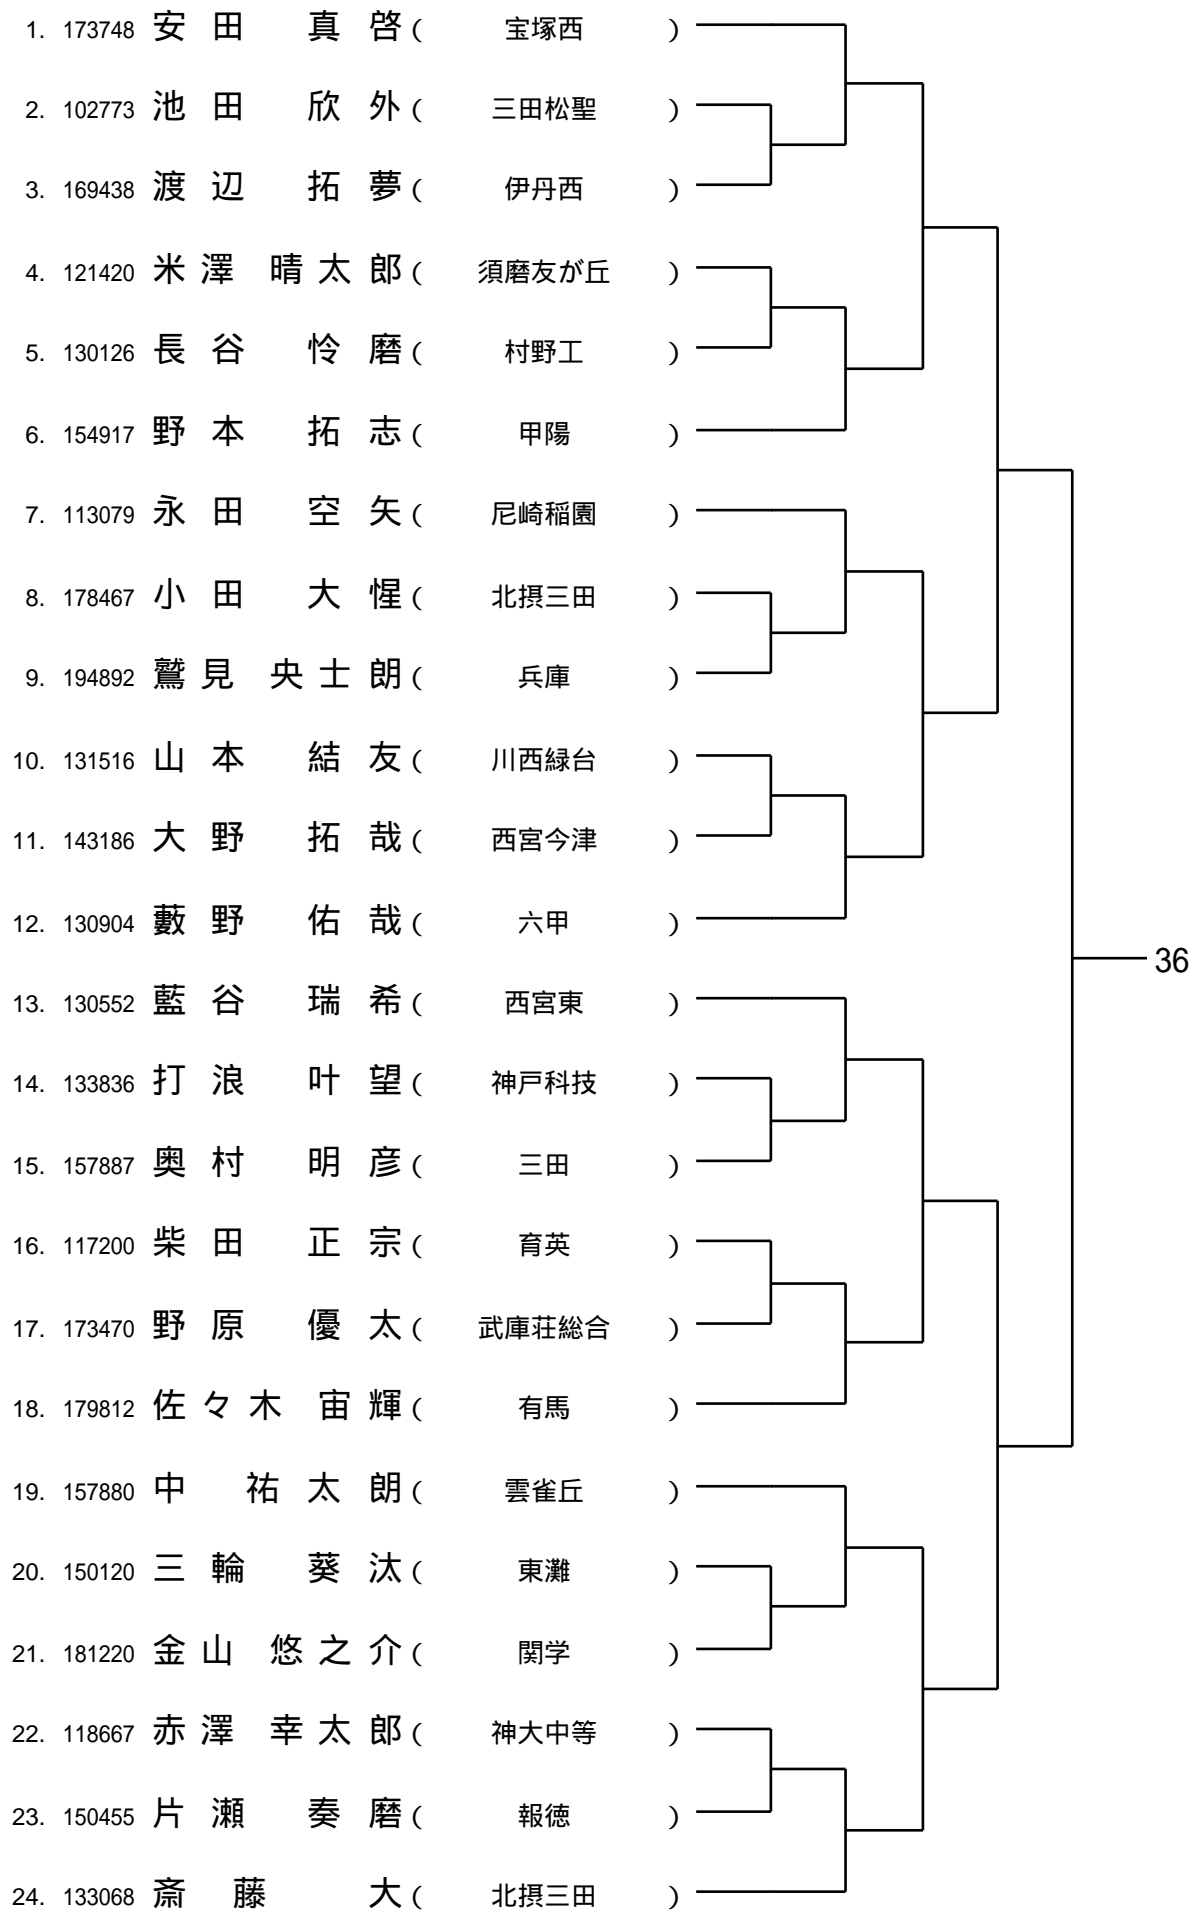 1. 173748 安田 真啓 ( 宝塚西 )
2. 102773 池田 欣外 ( 三田松聖 )
3. 169438 渡辺 拓夢 ( 伊丹西 )
4. 121420 米澤 晴太郎 ( 須磨友が丘 )
5. 130126 長谷 怜磨 ( 村野工 )
6. 154917 野本 拓志 ( 甲陽 )
7. 113079 永田 空矢 ( 尼崎稲園 )
8. 178467 小田 大惺 ( 北摂三田 )
9. 194892 鷲見 央士朗 ( 兵庫 )
10. 131516 山本 結友 ( 川西緑台 )
11. 143186 大野 拓哉 ( 西宮今津 )
12. 130904 藪野 佑哉 ( 六甲 )
36
13. 130552 藍谷 瑞希 ( 西宮東 )
14. 133836 打浪 叶望 ( 神戸科技 )
15. 157887 奥村 明彦 ( 三田 )
16. 117200 柴田 正宗 ( 育英 )
17. 173470 野原 優太 ( 武庫荘総合 )
18. 179812 佐々木 宙輝 ( 有馬 )
19. 157880 中 祐太朗 ( 雲雀丘 )
20. 150120 三輪 葵汰 ( 東灘 )
21. 181220 金山 悠之介 ( 関学 )
22. 118667 赤澤 幸太郎 ( 神大中等 )
23. 150455 片瀬 奏磨 ( 報徳 )
24. 133068 斎藤 大 ( 北摂三田 )